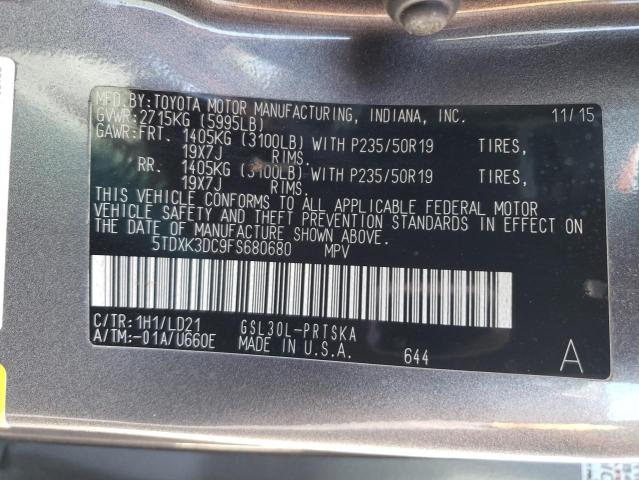 MFD.BY:TOYOTA MOTOR MANUFACTURING, INDIANA, INC. 11/15
GVWR:2715KG (5995LB)
GAWR:FRT. 1405KG (3100LB) WITH P235/50R19 TIRES,
19X7J RIMS.
RR. 1405KG (3100LB) WITH P235/50R19 TIRES,
19X7J RIMS.
THIS VEHICLE CONFORMS TO ALL APPLICABLE FEDERAL MOTOR
VEHICLE SAFETY AND THEFT PREVENTION STANDARDS IN EFFECT ON
THE DATE OF MANUFACTURE SHOWN ABOVE.
5TDXK3DC9FS680680 MPV
C/TR:1H1/LD21 GSL30L-PRTSKA
A/TM:-01A/U660E MADE IN U.S.A. 644 A